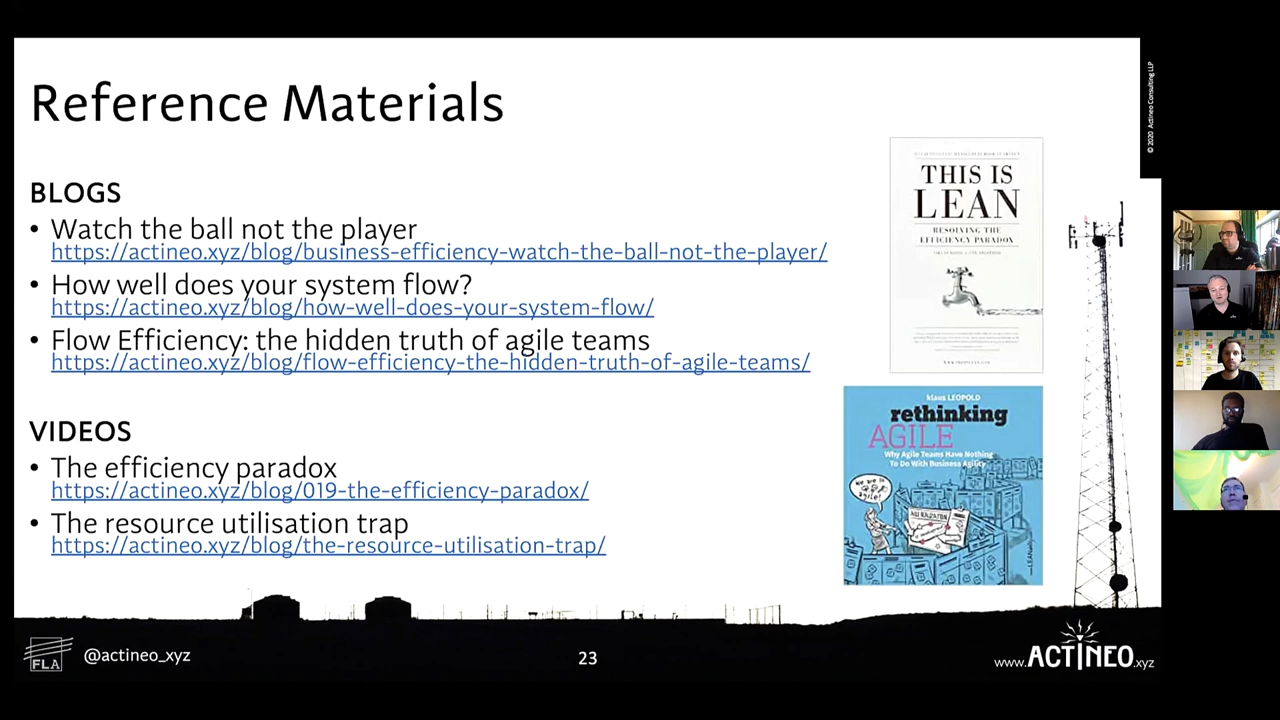 Reference Materials
BLOGS
• Watch the ball not the player
https://actineo.xyz/blog/business-efficiency-watch-the-ball-not-the-player/
• How well does your system flow?
https://actineo.xyz/blog/how-well-does-your-system-flow/
• Flow Efficiency: the hidden truth of agile teams
https://actineo.xyz/blog/flow-efficiency-the-hidden-truth-of-agile-teams/
VIDEOS
• The efficiency paradox
https://actineo.xyz/blog/019-the-efficiency-paradox/
• The resource utilisation trap
https://actineo.xyz/blog/the-resource-utilisation-trap/
THIS IS
LEAN
RESOLVING THE
EFFICIENCY PARADOX
klaus LEOPOLD
rethinking
AGILE
Why Agile Teams Have Nothing
To Do With Business Agility
© 2020 Actineo Consulting LLP
FLA
@actineo_xyz
23
www.ACTINEO.xyz